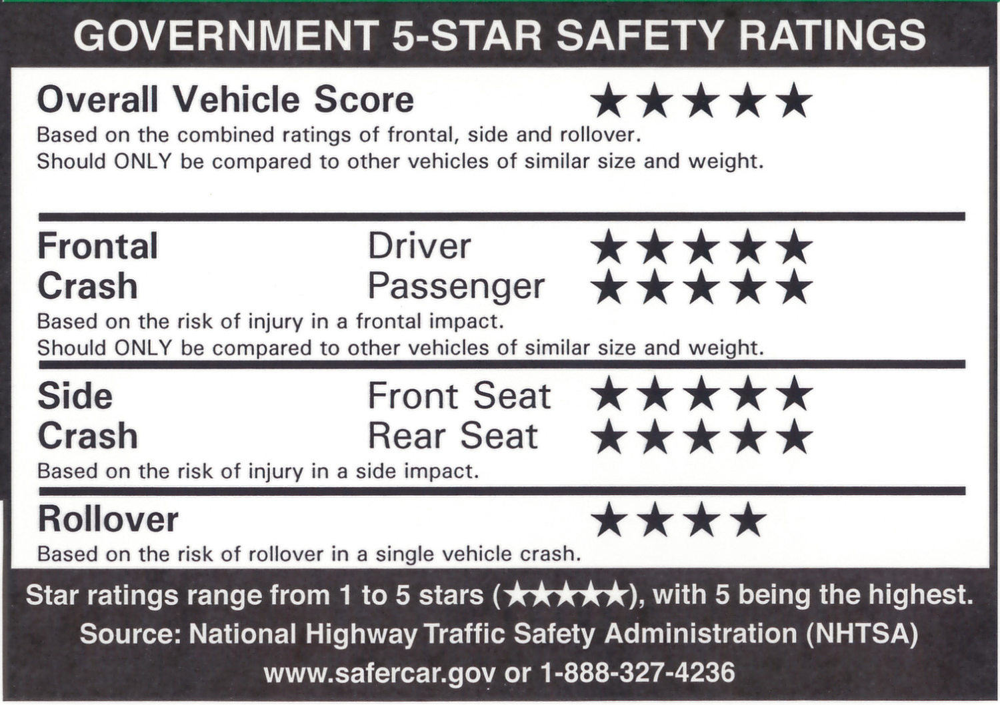 GOVERNMENT 5-STAR SAFETY RATINGS
Overall Vehicle Score ★★★★★
Based on the combined ratings of frontal, side and rollover.
Should ONLY be compared to other vehicles of similar size and weight.
Frontal Driver ★★★★★
Crash Passenger ★★★★★
Based on the risk of injury in a frontal impact.
Should ONLY be compared to other vehicles of similar size and weight.
Side Front Seat ★★★★★
Crash Rear Seat ★★★★★
Based on the risk of injury in a side impact.
Rollover ★★★★
Based on the risk of rollover in a single vehicle crash.
Star ratings range from 1 to 5 stars (★★★★★), with 5 being the highest.
Source: National Highway Traffic Safety Administration (NHTSA)
www.safercar.gov or 1-888-327-4236